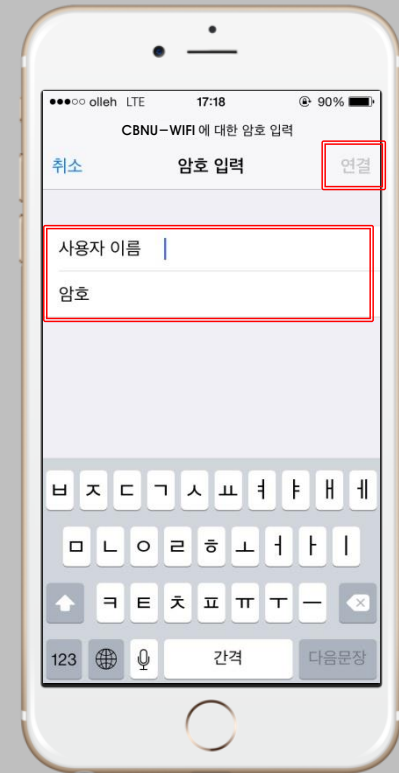 olleh LTE 17:18 90%
CBNU-WIFI 에 대한 암호 입력
취소 암호 입력 연결
사용자 이름
암호
ㅂ ㅈ ㄷ ㄱ ㅅ ㅛ ㅕ ㅑ ㅐ ㅔ
ㅁ ㄴ ㅇ ㄹ ㅎ ㅗ ㅓ ㅏ ㅣ
ㅋ ㅌ ㅊ ㅍ ㅠ ㅜ ㅡ
123 간격 다음문장